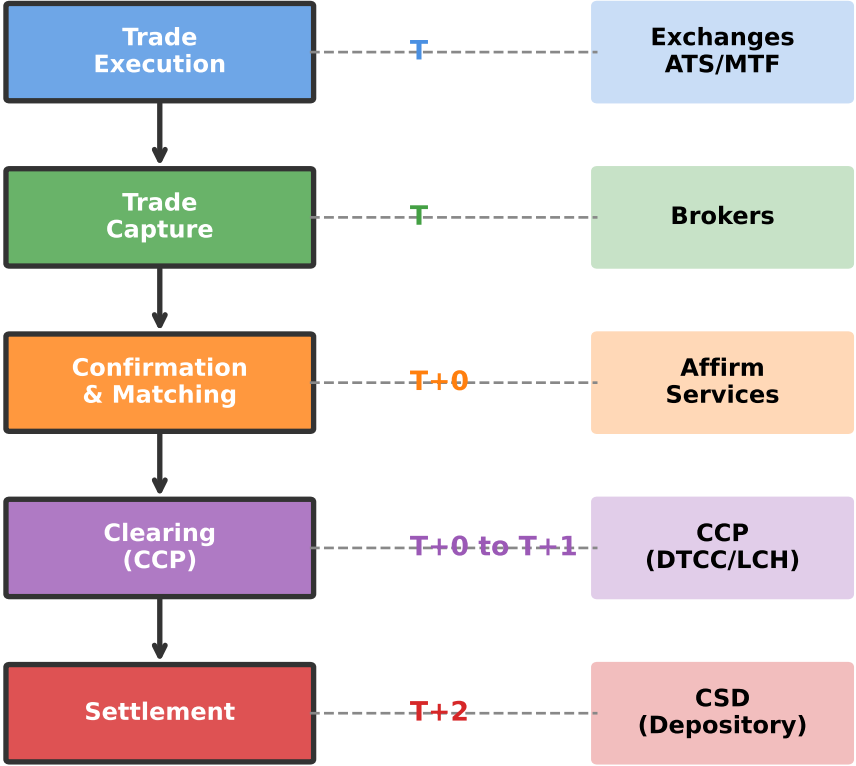 Trade
Execution
T
Exchanges
ATS/MTF
Trade
Capture
T
Brokers
Confirmation
& Matching
T+0
Affirm
Services
Clearing
(CCP)
T+0 to T+1
CCP
(DTCC/LCH)
Settlement
T+2
CSD
(Depository)